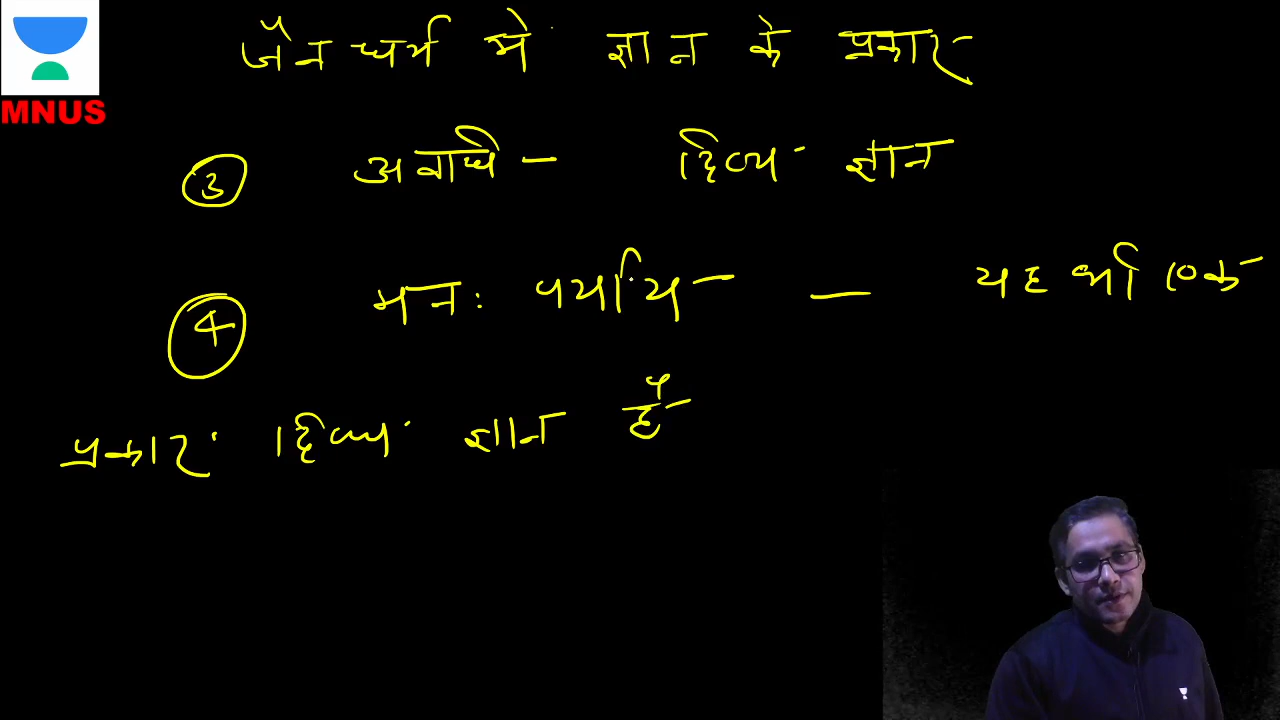 MNUS
जैन धर्म में ज्ञान के प्रकार
③ अवधि - दिव्य ज्ञान
④ मन: पर्याय - यह भी एक
प्रकार दिव्य ज्ञान है